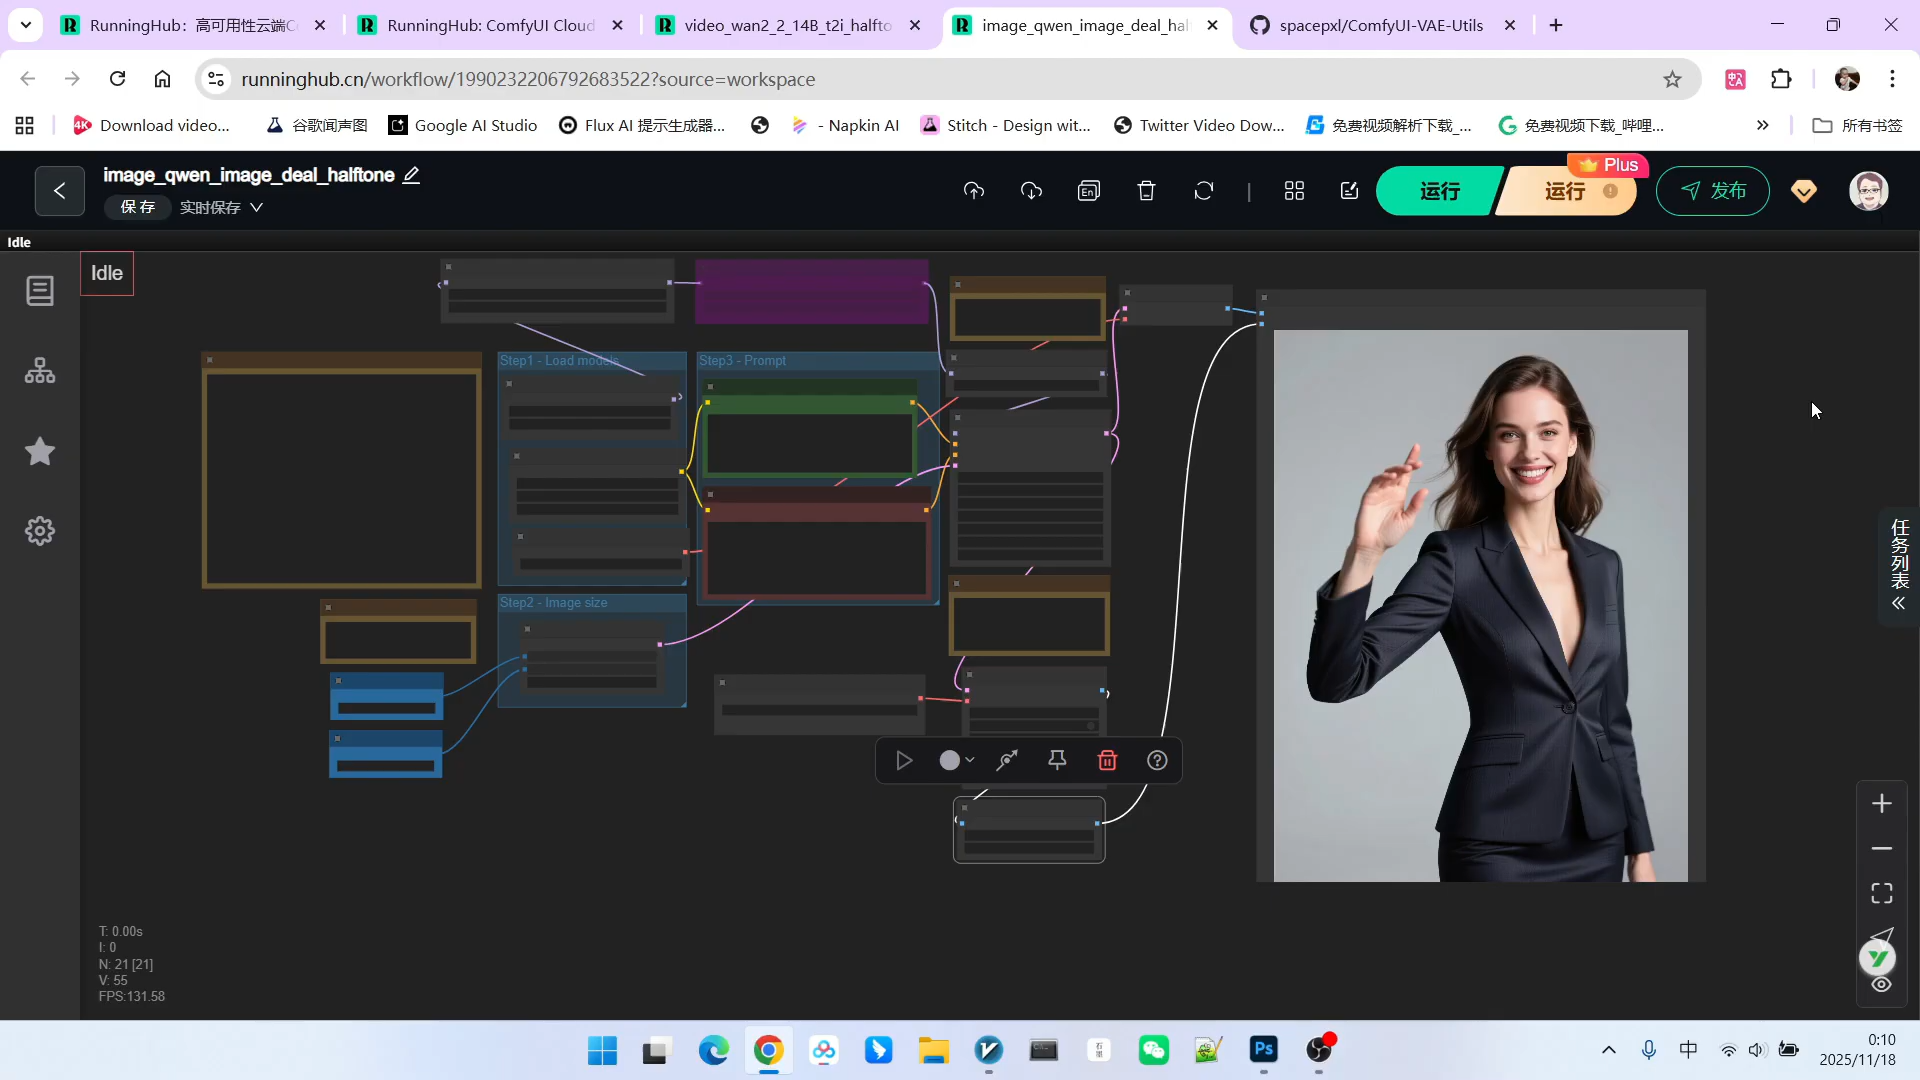 RunningHub：高可用性云端C
RunningHub: ComfyUI Cloud
video_wan2_2_14B_t2i_halfto
image_qwen_image_deal_hal
spacepxl/ComfyUI-VAE-Utils
runninghub.cn/workflow/1990232206792683522?source=workspace
Download video...
谷歌闻声图
Google AI Studio
Flux AI 提示生成器...
- Napkin AI
Stitch - Design wit...
Twitter Video Dow...
免费视频解析下载_...
免费视频下载_哔哩...
所有书签
image_qwen_image_deal_halftone
保存
实时保存
En
运行
运行
Plus
发布
Idle
Idle
Step1 - Load models
Step3 - Prompt
Step2 - Image size
任务列表
T: 0.00s
I: 0
N: 21 [21]
V: 55
FPS:131.58
Ps
中
0:10
2025/11/18